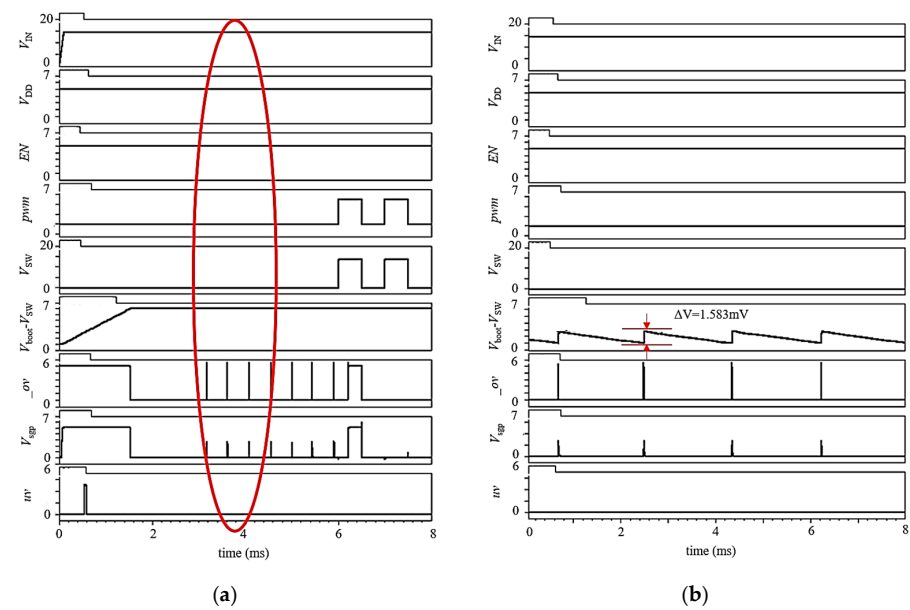 (a)
20
V_IN
0
7
V_DD
0
7
EN
0
7
pwm
0
20
V_SW
0
7
V_boot-V_SW
0
6
_ov
0
7
V_sgp
0
6
uv
0
0 2 4 6 8
time (ms)
(b)
20
V_IN
0
7
V_DD
0
7
EN
0
7
pwm
0
20
V_SW
0
7
V_boot-V_SW
ΔV=1.583mV
0
6
_ov
0
7
V_sgp
0
6
uv
0
0 2 4 6 8
time (ms)